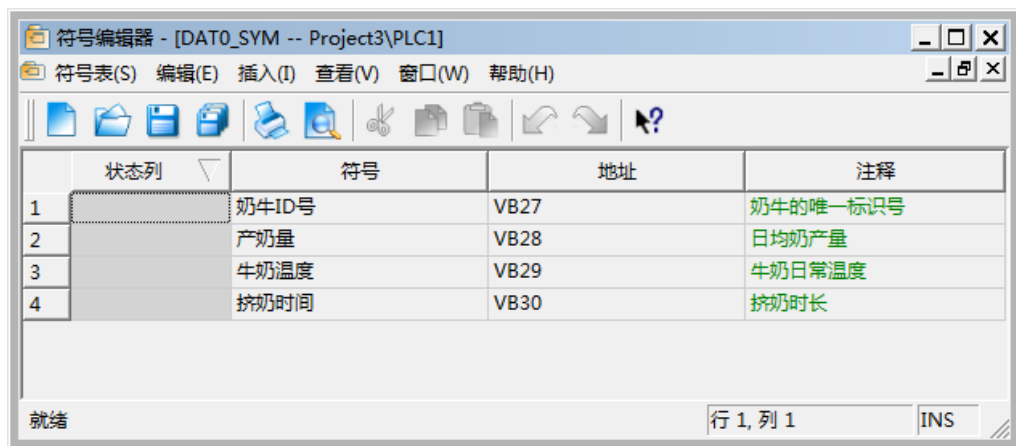 符号编辑器 - [DAT0_SYM -- Project3\PLC1]
符号表(S) 编辑(E) 插入(I) 查看(V) 窗口(W) 帮助(H)
状态列 符号 地址 注释
1 奶牛ID号 VB27 奶牛的唯一标识号
2 产奶量 VB28 日均奶产量
3 牛奶温度 VB29 牛奶日常温度
4 挤奶时间 VB30 挤奶时长
就绪 行 1, 列 1 INS